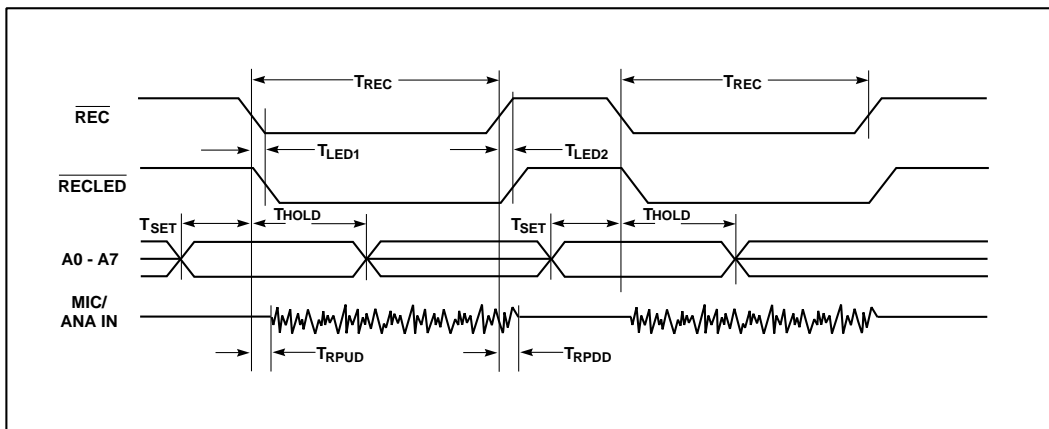 TREC TREC
REC
TLED1 TLED2
RECLED
TSET THOLD TSET THOLD
A0 - A7
MIC/
ANA IN
TRPUD TRPDD